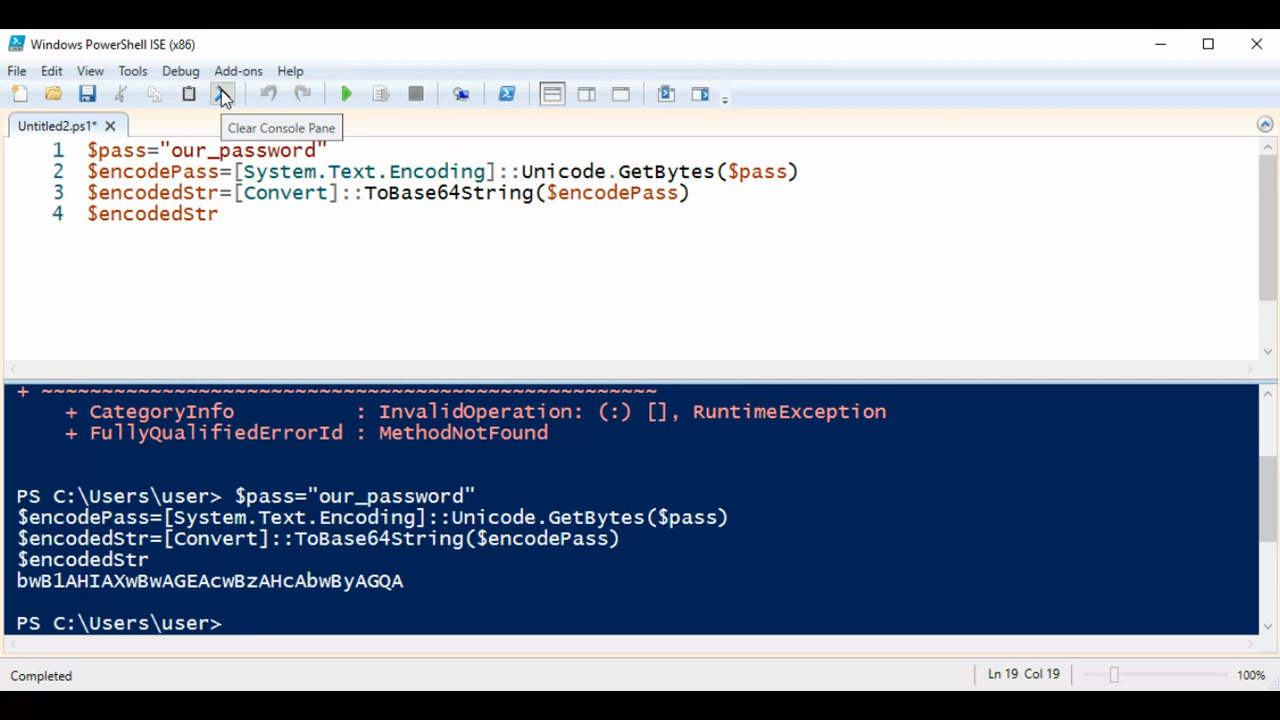 Windows PowerShell ISE (x86)
File Edit View Tools Debug Add-ons Help
Untitled2.ps1*
Clear Console Pane
1 $pass="our_password"
2 $encodePass=[System.Text.Encoding]::Unicode.GetBytes($pass)
3 $encodedStr=[Convert]::ToBase64String($encodePass)
4 $encodedStr
+ ~~~~~~~~~~~~~~~~~~~~~~~~~~~~~~~~~~~~~~~~~~~~~~~~~~~
+ CategoryInfo : InvalidOperation: (:) [], RuntimeException
+ FullyQualifiedErrorId : MethodNotFound
PS C:\Users\user> $pass="our_password"
$encodePass=[System.Text.Encoding]::Unicode.GetBytes($pass)
$encodedStr=[Convert]::ToBase64String($encodePass)
$encodedStr
bwB1AHIAXwBwAGEAcwBzAHcAbwByAGQA
PS C:\Users\user>
Completed
Ln 19 Col 19
100%